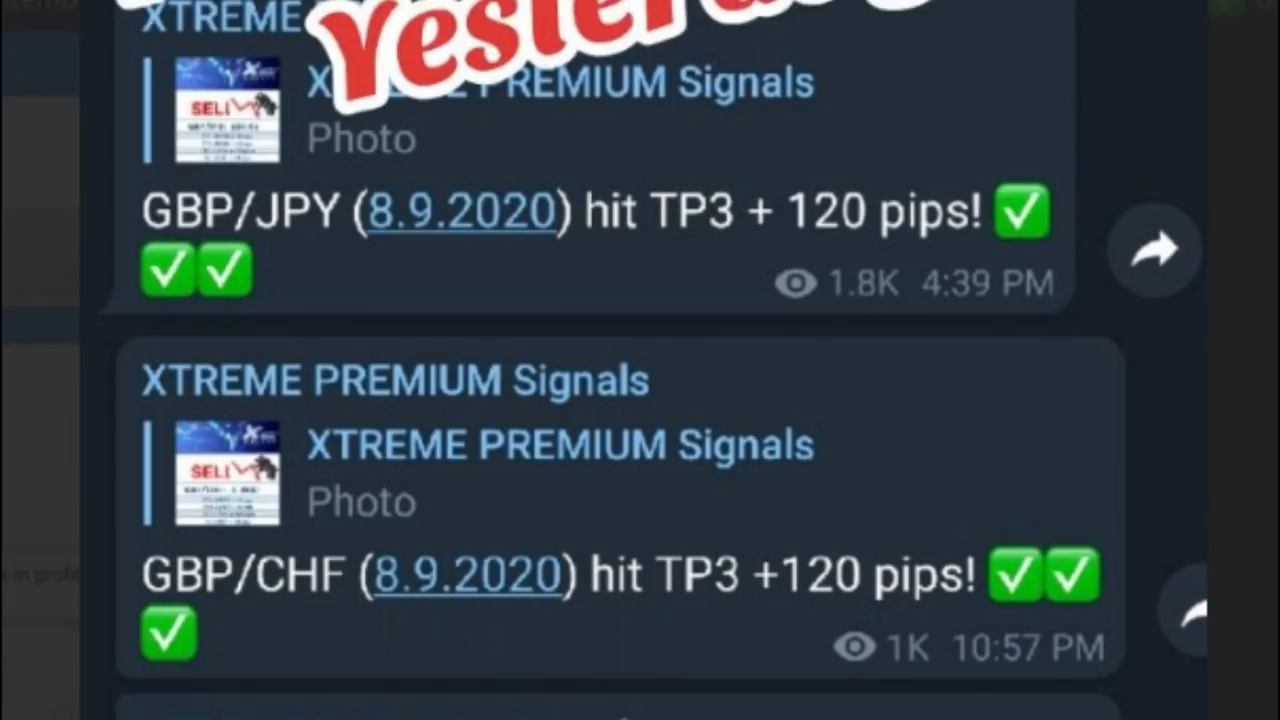 XTREME
Yesterday
XTREME PREMIUM Signals
Photo
GBP/JPY (8.9.2020) hit TP3 + 120 pips! ✅
✅✅
1.8K 4:39 PM
XTREME PREMIUM Signals
XTREME PREMIUM Signals
SELL
Photo
GBP/CHF (8.9.2020) hit TP3 +120 pips! ✅✅
✅
1K 10:57 PM